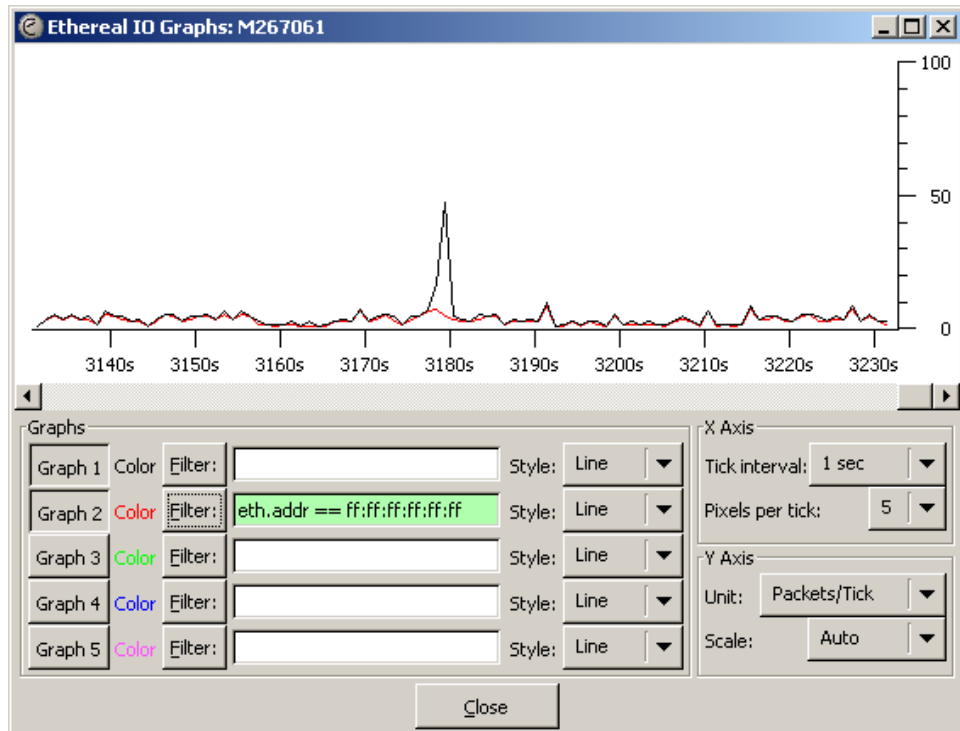 Ethereal IO Graphs: M267061
100
50
0
3140s 3150s 3160s 3170s 3180s 3190s 3200s 3210s 3220s 3230s
Graphs
Graph 1 Color Filter: Style: Line
Graph 2 Color Filter: eth.addr == ff:ff:ff:ff:ff:ff Style: Line
Graph 3 Color Filter: Style: Line
Graph 4 Color Filter: Style: Line
Graph 5 Color Filter: Style: Line
X Axis
Tick interval: 1 sec
Pixels per tick: 5
Y Axis
Unit: Packets/Tick
Scale: Auto
Close